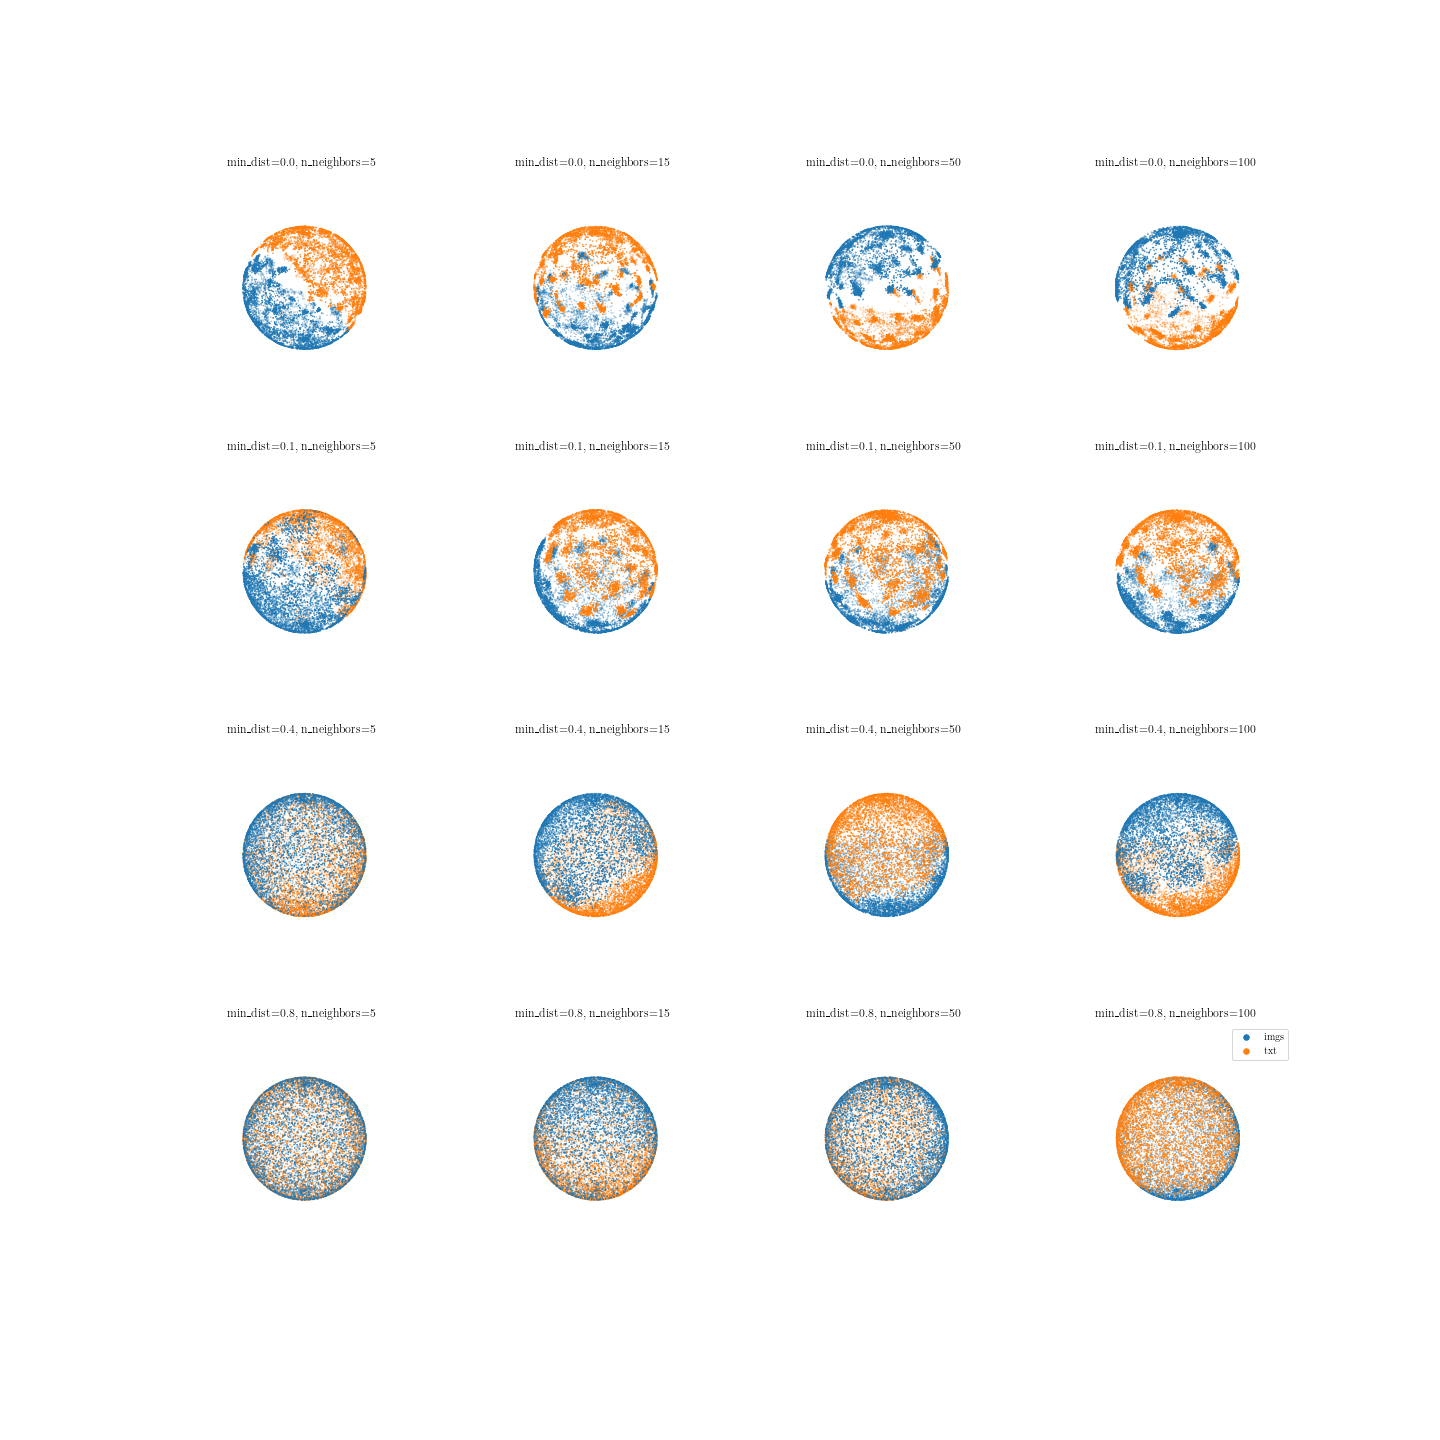 min_dist=0.0, n_neighbors=5
min_dist=0.0, n_neighbors=15
min_dist=0.0, n_neighbors=50
min_dist=0.0, n_neighbors=100
min_dist=0.1, n_neighbors=5
min_dist=0.1, n_neighbors=15
min_dist=0.1, n_neighbors=50
min_dist=0.1, n_neighbors=100
min_dist=0.4, n_neighbors=5
min_dist=0.4, n_neighbors=15
min_dist=0.4, n_neighbors=50
min_dist=0.4, n_neighbors=100
min_dist=0.8, n_neighbors=5
min_dist=0.8, n_neighbors=15
min_dist=0.8, n_neighbors=50
min_dist=0.8, n_neighbors=100
imgs
txt